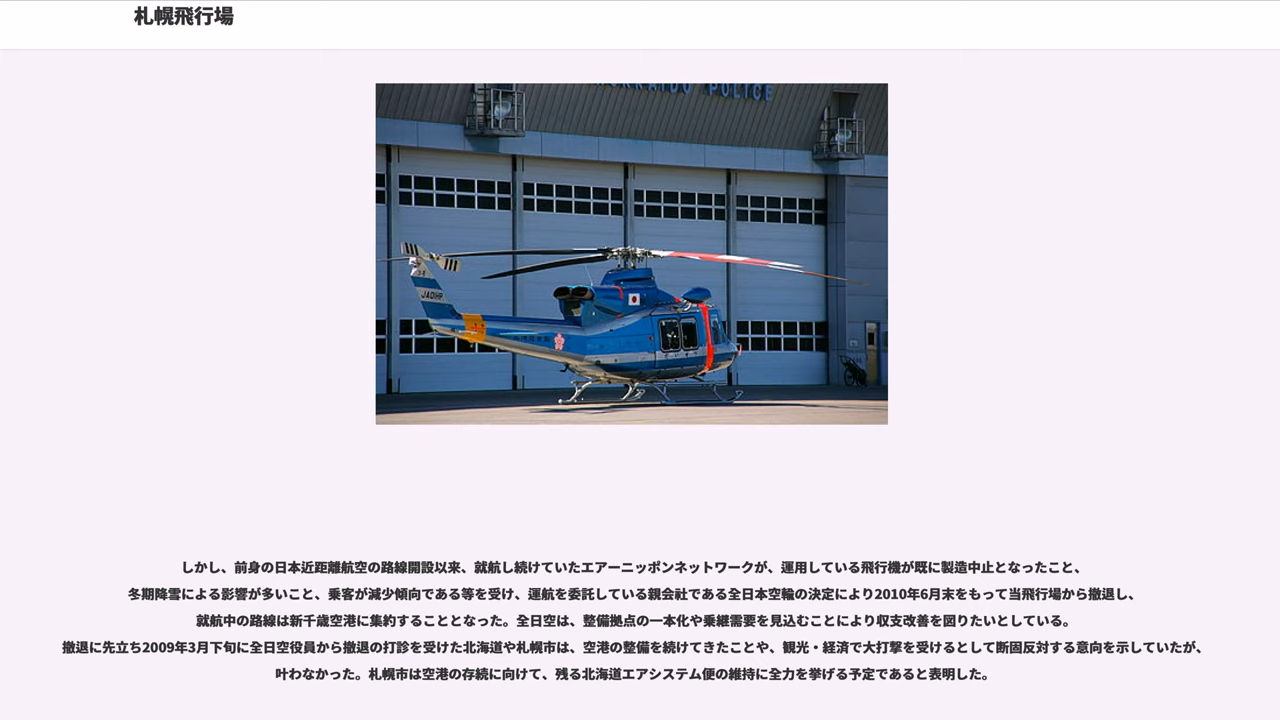 札幌飛行場
POLICE
JA01HP
しかし、前身の日本近距離航空の路線開設以来、就航し続けていたエアーニッポンネットワークが、運用している飛行機が既に製造中止となったこと、
冬期降雪による影響が多いこと、乗客が減少傾向である等を受け、運航を委託している親会社である全日本空輸の決定により2010年6月末をもって当飛行場から撤退し、
就航中の路線は新千歳空港に集約することとなった。全日空は、整備拠点の一本化や乗継需要を見込むことにより収支改善を図りたいとしている。
撤退に先立ち2009年3月下旬に全日空役員から撤退の打診を受けた北海道や札幌市は、空港の整備を続けてきたことや、観光・経済で大打撃を受けるとして断固反対する意向を示していたが、
叶わなかった。札幌市は空港の存続に向けて、残る北海道エアシステム便の維持に全力を挙げる予定であると表明した。